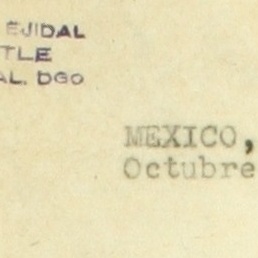 EJIDAL
TLE
AL. DGO
MEXICO,
Octubre